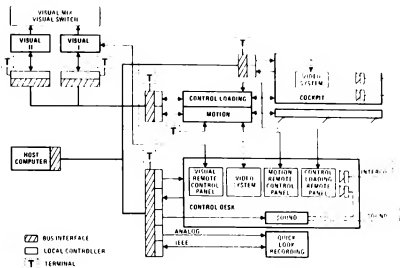 VISUAL MIX
VISUAL SWITCH
VISUAL
II
VISUAL
I
T
T
T
T
VIDEO
SYSTEM
COCKPIT
CONTROL LOADING
MOTION
T
T
HOST
COMPUTER
T
VISUAL
REMOTE
CONTROL
PANEL
VIDEO
SYSTEM
MOTION
REMOTE
CONTROL
PANEL
CONTROL
LOADING
REMOTE
PANEL
CONTROL DESK
SOUND
ANALOG
IEEE
QUICK
LOOK
RECORDING
BUS INTERFACE
LOCAL CONTROLLER
T TERMINAL